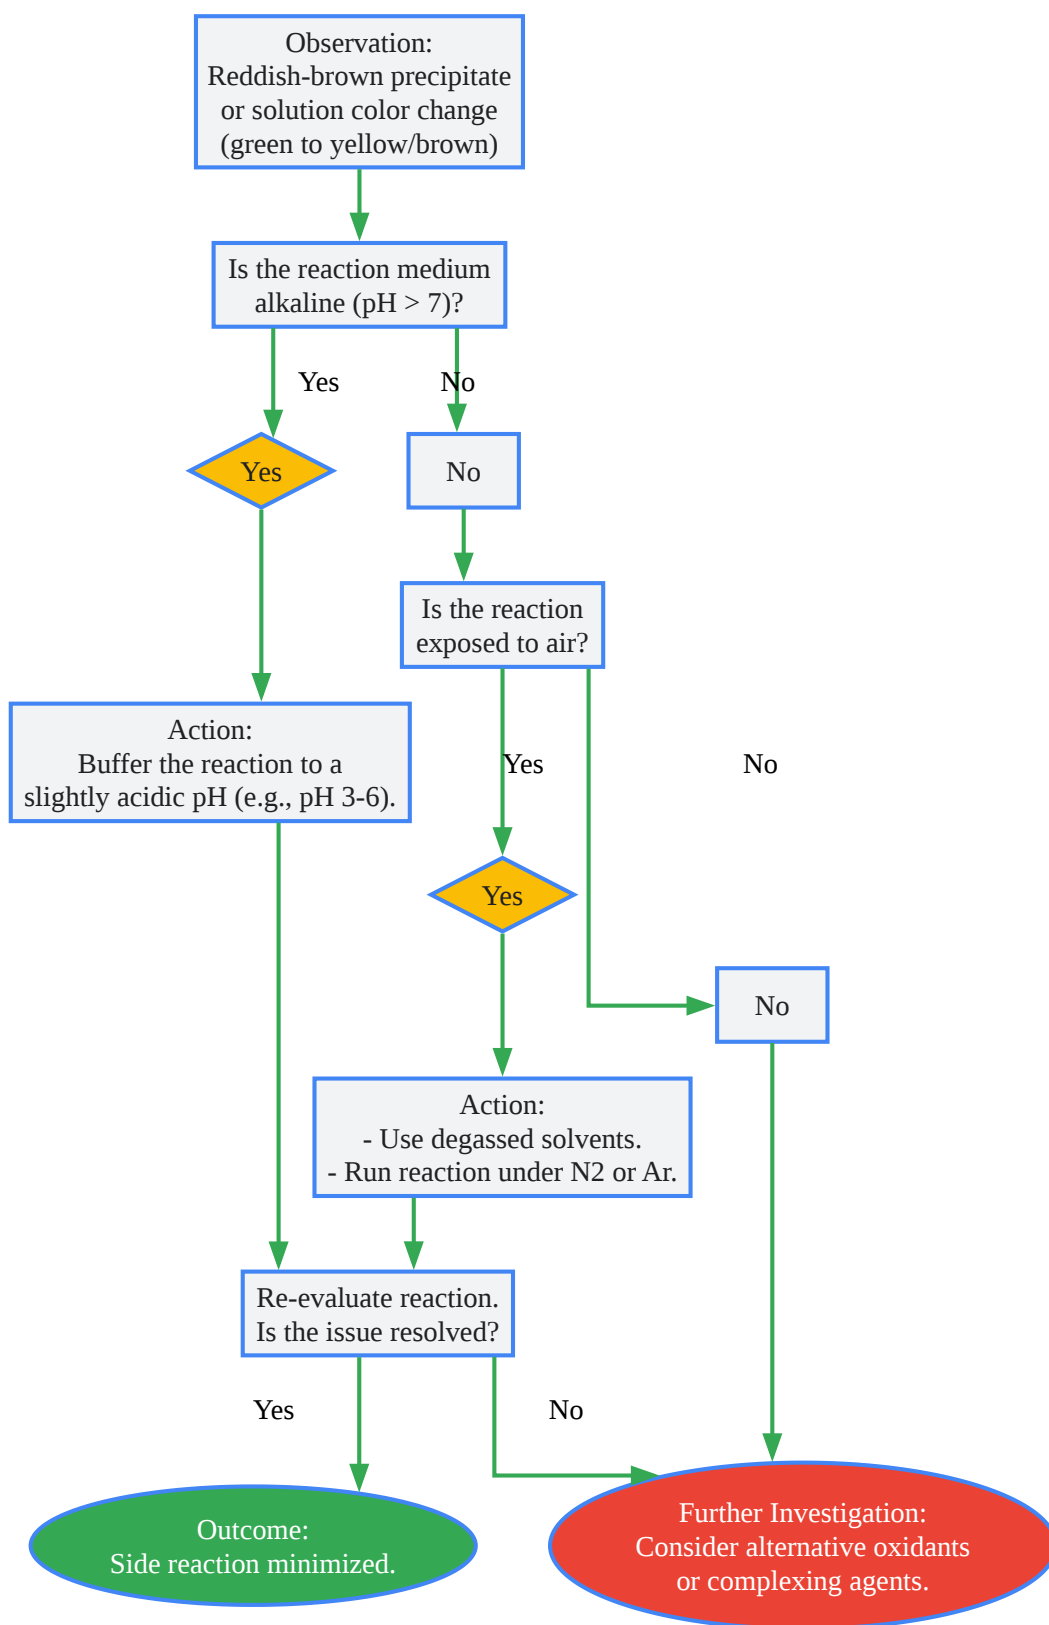 Observation:
Reddish-brown precipitate
or solution color change
(green to yellow/brown)
Is the reaction medium
alkaline (pH > 7)?
Yes
No
Yes
No
Is the reaction
exposed to air?
Action:
Buffer the reaction to a
slightly acidic pH (e.g., pH 3-6).
Yes
No
Yes
No
Action:
- Use degassed solvents.
- Run reaction under N2 or Ar.
Re-evaluate reaction.
Is the issue resolved?
Yes
No
Outcome:
Side reaction minimized.
Further Investigation:
Consider alternative oxidants
or complexing agents.